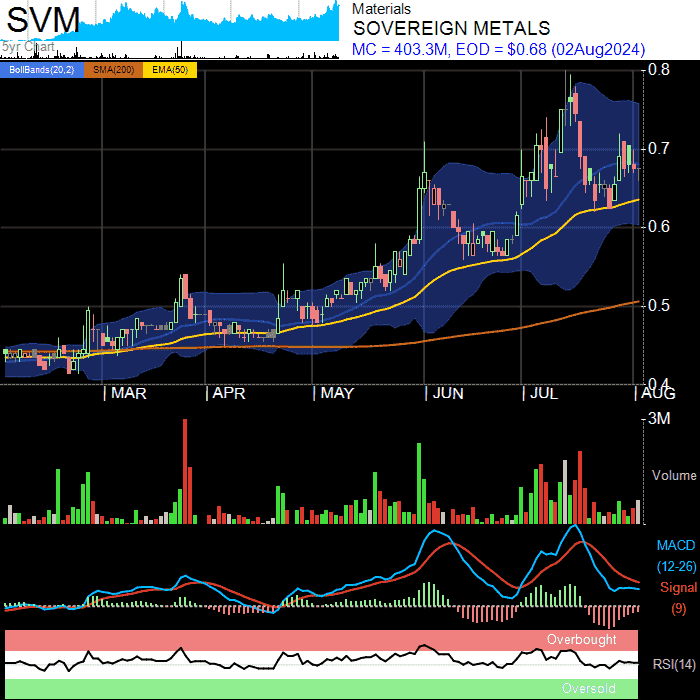 SVM
5yr Chart
Materials
SOVEREIGN METALS
MC = 403.3M, EOD = $0.68 (02Aug2024)
BollBands(20,2) SMA(200) EMA(50)
0.8
0.7
0.6
0.5
0.4
MAR APR MAY JUN JUL AUG
3M
Volume
MACD
(12-26)
Signal
(9)
Overbought
RSI(14)
Oversold